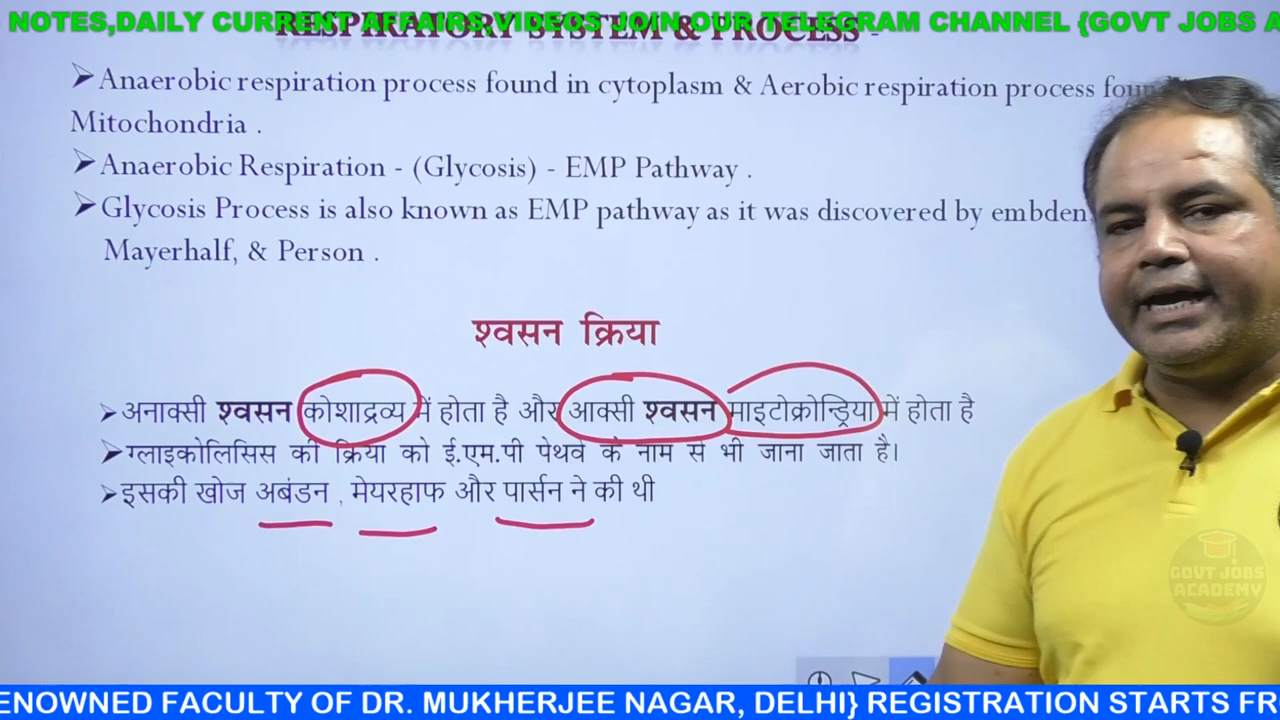 NOTES,DAILY CURRENT AFFAIRS,VIDEOS JOIN OUR TELEGRAM CHANNEL {GOVT JOBS A
RESPIRATORY SYSTEM & PROCESS -
➢Anaerobic respiration process found in cytoplasm & Aerobic respiration process
Mitochondria .
➢Anaerobic Respiration - (Glycosis) - EMP Pathway .
➢Glycosis Process is also known as EMP pathway as it was discovered by embden,
Mayerhalf, & Person .
श्वसन क्रिया
➢अनाक्सी श्वसन कोशाद्रव्य में होता है और आक्सी श्वसन माइटोक्रोन्ड्रिया में होता है
➢ग्लाइकोलिसिस की क्रिया को ई.एम.पी पेथवे के नाम से भी जाना जाता है।
➢इसकी खोज अबंडन , मेयरहाफ और पार्सन ने की थी
GOVT JOBS
ACADEMY
ENOWNED FACULTY OF DR. MUKHERJEE NAGAR, DELHI} REGISTRATION STARTS FR